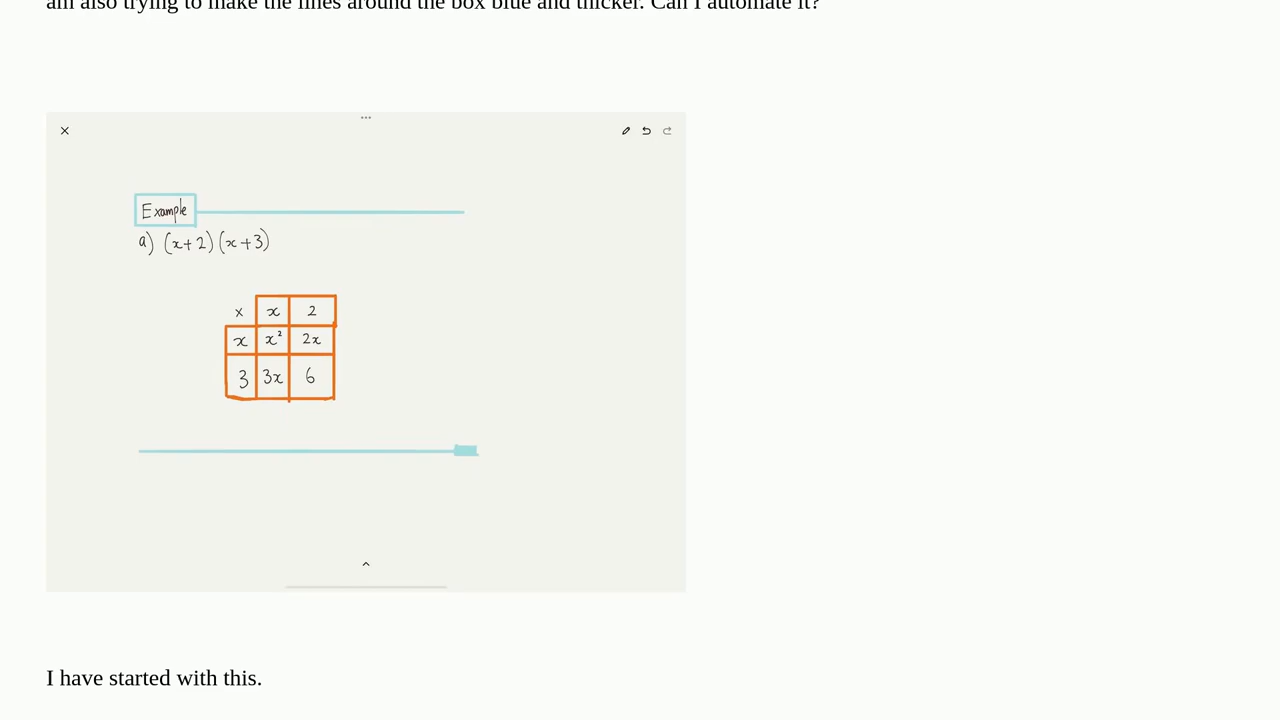 am also trying to make the lines around the box blue and thicker. Can I automate it?
Example
a) (x+2)(x+3)
x x 2
x x² 2x
3 3x 6
I have started with this.